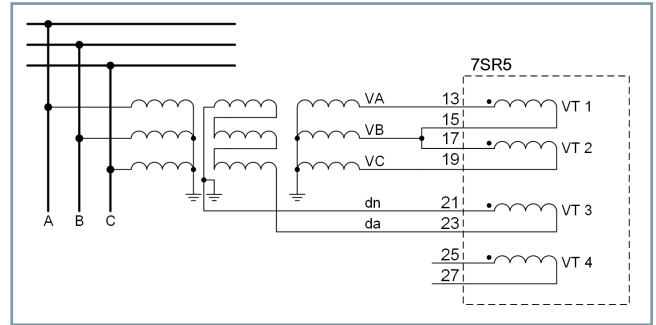 7SR5
VA 13 VT 1
15
VB 17 VT 2
VC 19
dn 21 VT 3
da 23
25 VT 4
27
A B C